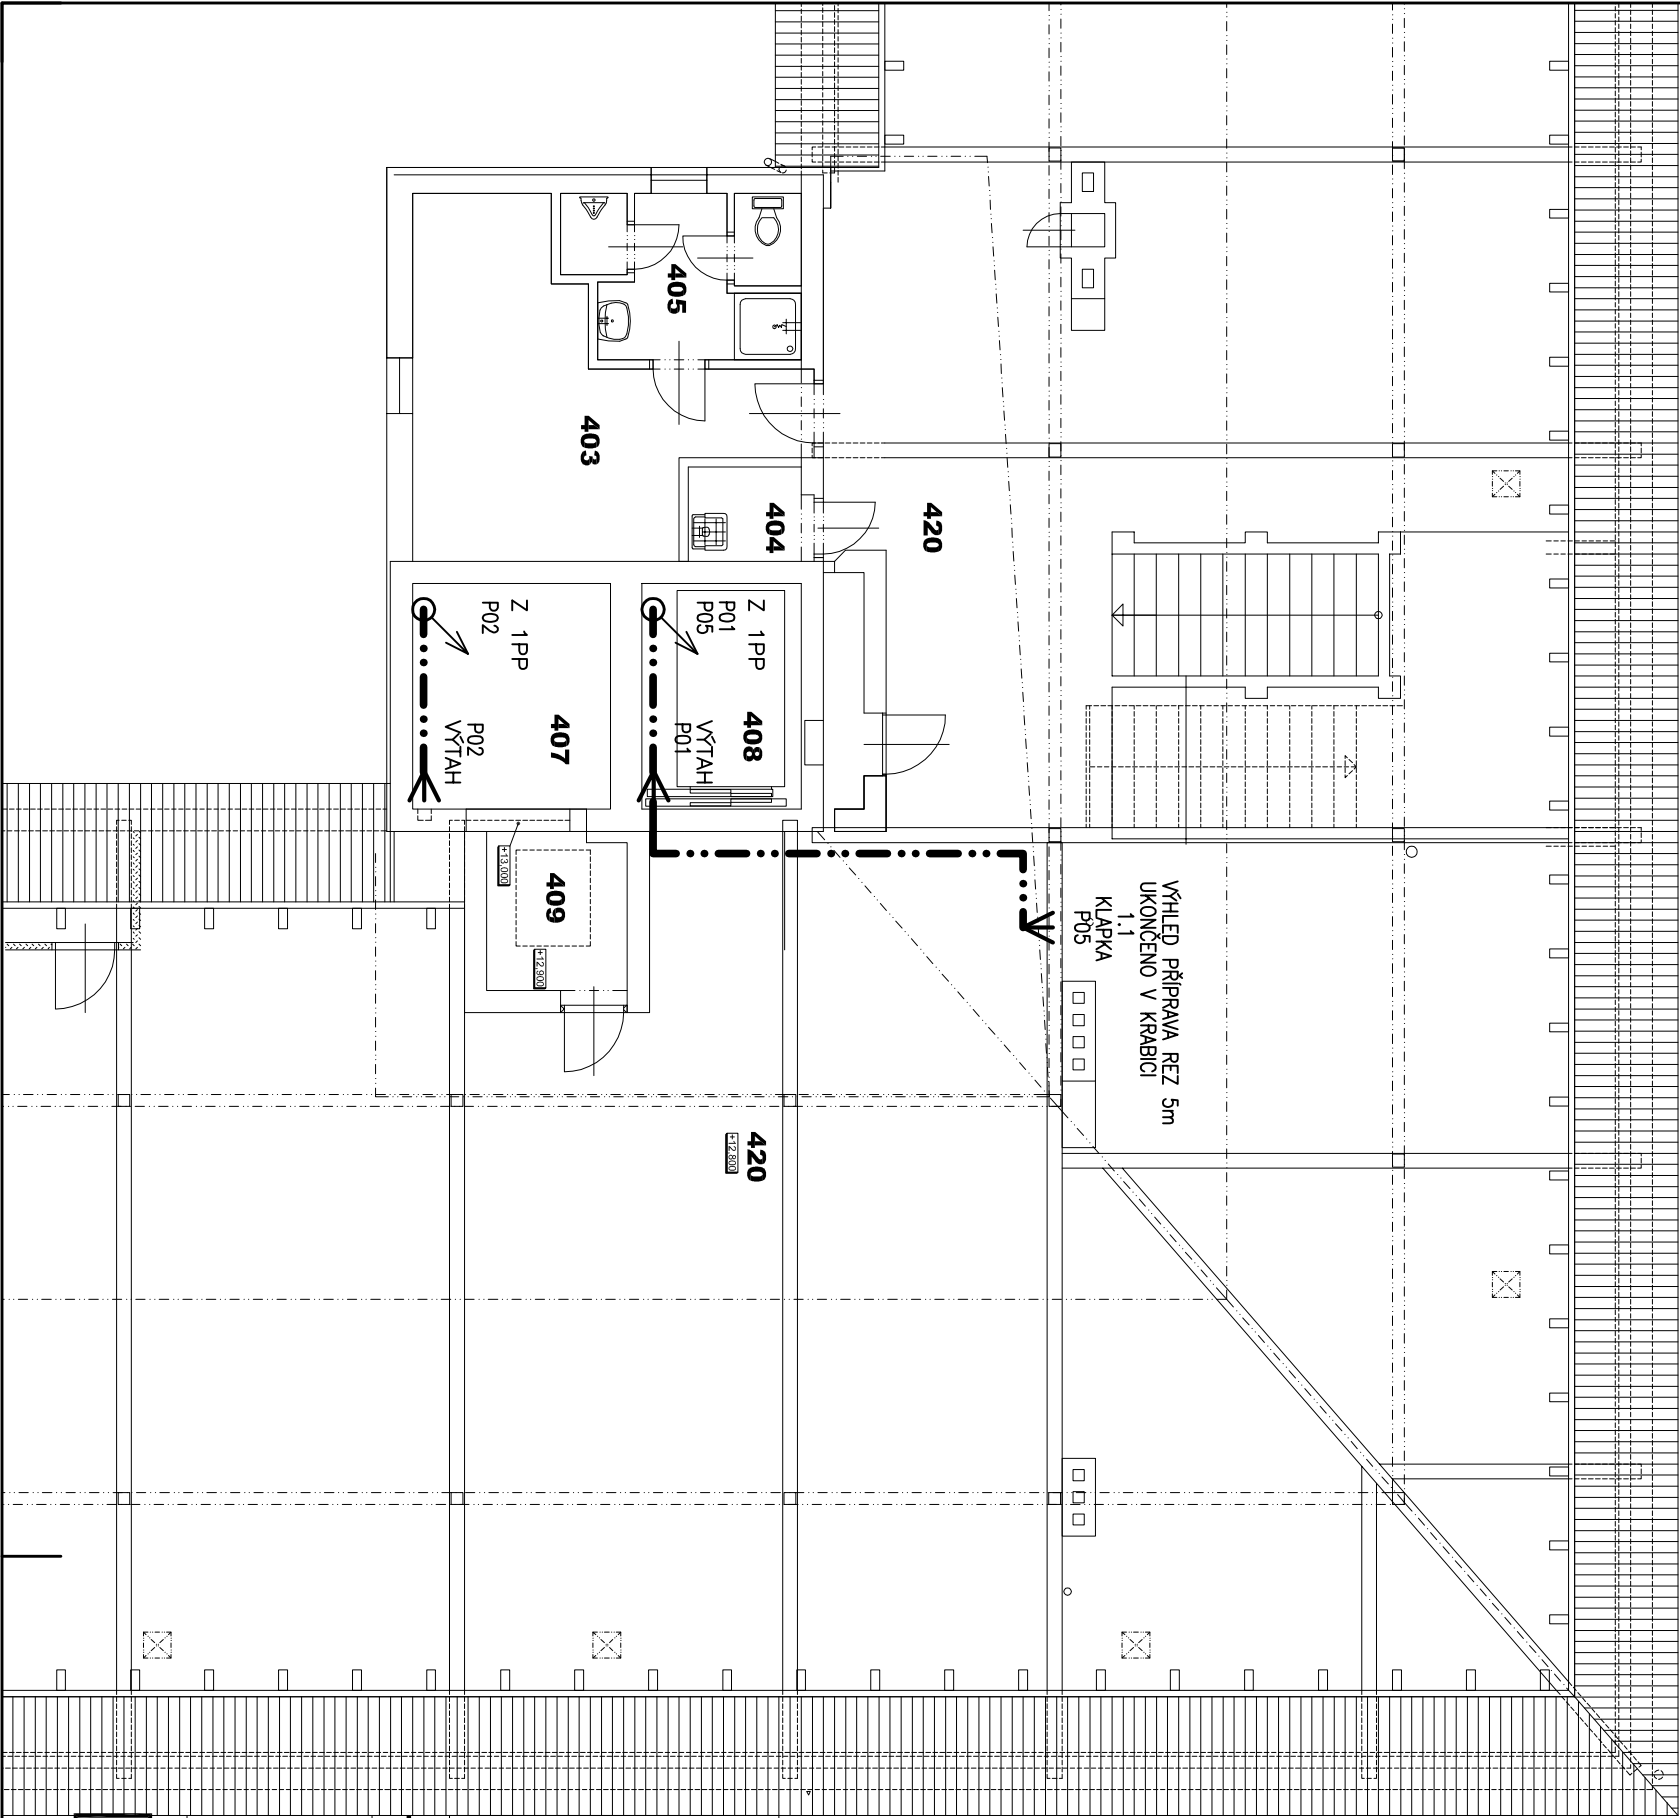 405
403
404
420
Z 1PP
P01
P05
408
VÝTAH
P01
Z 1PP
P02
407
P02
VÝTAH
409
+13,000
+12,900
VÝHLED PŘÍPRAVA REZ 5m
UKONČENO V KRABICI
1.1
KLAPKA
P05
420
+12,800